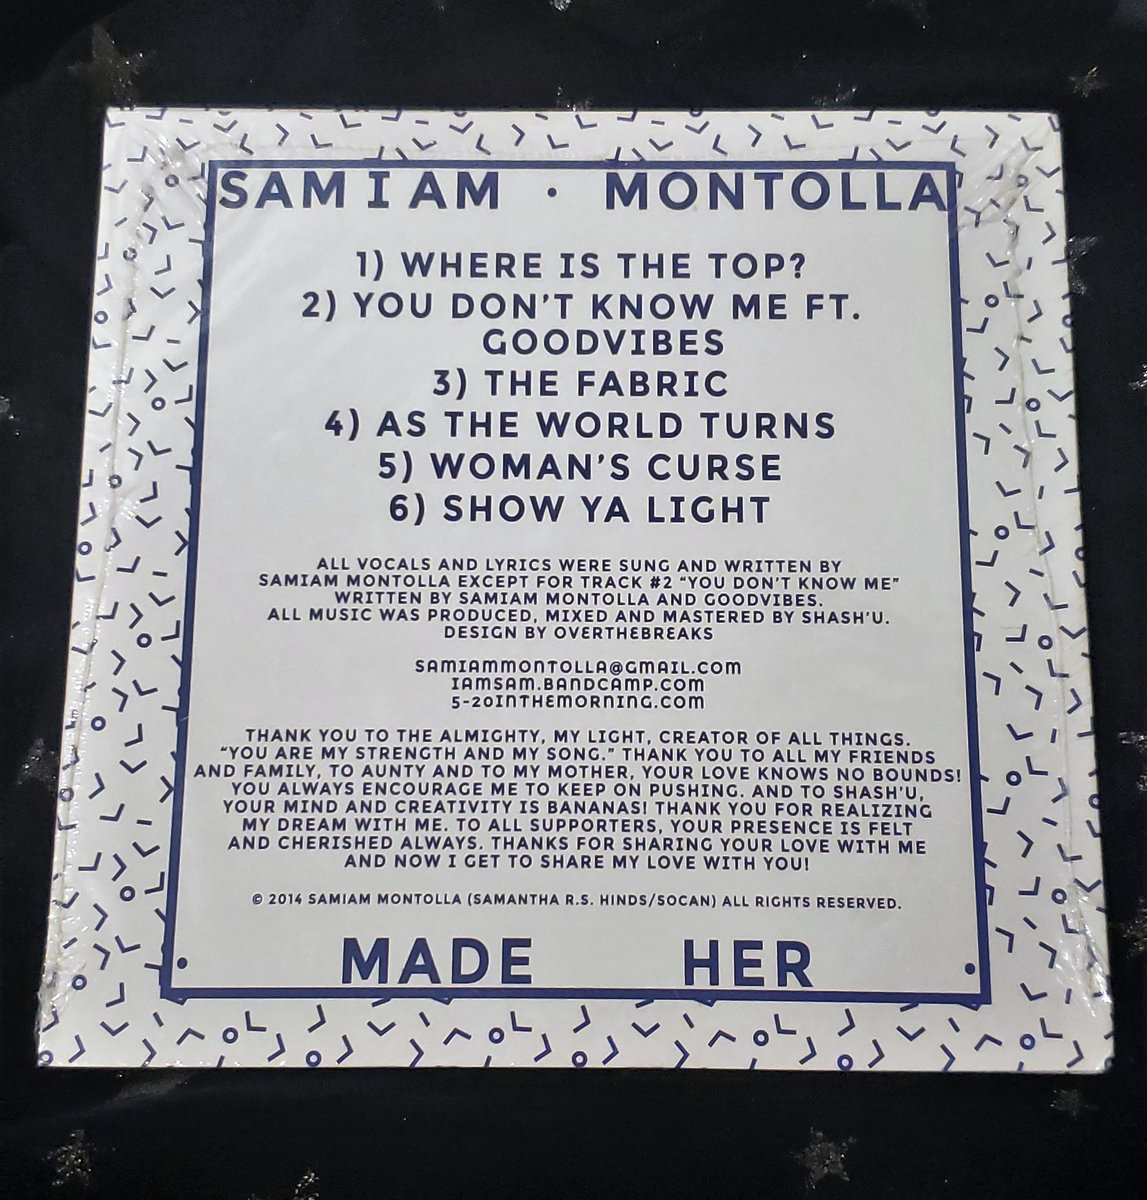 SAM I AM · MONTOLLA
1) WHERE IS THE TOP?
2) YOU DON'T KNOW ME FT.
GOODVIBES
3) THE FABRIC
4) AS THE WORLD TURNS
5) WOMAN'S CURSE
6) SHOW YA LIGHT
ALL VOCALS AND LYRICS WERE SUNG AND WRITTEN BY
SAMIAM MONTOLLA EXCEPT FOR TRACK #2 "YOU DON'T KNOW ME"
WRITTEN BY SAMIAM MONTOLLA AND GOODVIBES.
ALL MUSIC WAS PRODUCED, MIXED AND MASTERED BY SHASH'U.
DESIGN BY OVERTHEBREAKS
SAMIAMMONTOLLA@GMAIL.COM
IAMSAM.BANDCAMP.COM
5-20INTHEMORNING.COM
THANK YOU TO THE ALMIGHTY, MY LIGHT, CREATOR OF ALL THINGS.
"YOU ARE MY STRENGTH AND MY SONG." THANK YOU TO ALL MY FRIENDS
AND FAMILY, TO AUNTY AND TO MY MOTHER, YOUR LOVE KNOWS NO BOUNDS!
YOU ALWAYS ENCOURAGE ME TO KEEP ON PUSHING. AND TO SHASH'U,
YOUR MIND AND CREATIVITY IS BANANAS! THANK YOU FOR REALIZING
MY DREAM WITH ME. TO ALL SUPPORTERS, YOUR PRESENCE IS FELT
AND CHERISHED ALWAYS. THANKS FOR SHARING YOUR LOVE WITH ME
AND NOW I GET TO SHARE MY LOVE WITH YOU!
© 2014 SAMIAM MONTOLLA (SAMANTHA R.S. HINDS/SOCAN) ALL RIGHTS RESERVED.
• MADE HER •